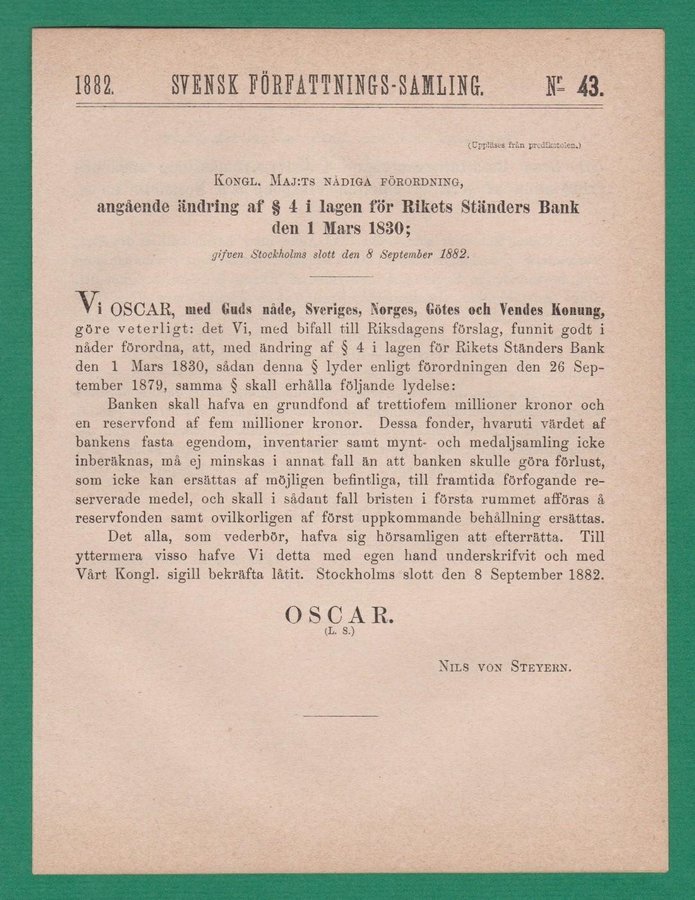 1882. SVENSK FÖRFATTNINGS-SAMLING. Nr 43.
(Uppläses från predikstolen.)
KONGL. MAJ:TS NÅDIGA FÖRORDNING,
angående ändring af § 4 i lagen för Rikets Ständers Bank
den 1 Mars 1830;
gifven Stockholms slott den 8 September 1882.
Vi OSCAR, med Guds nåde, Sveriges, Norges, Götes och Vendes Konung,
göre veterligt: det Vi, med bifall till Riksdagens förslag, funnit godt i
nåder förordna, att, med ändring af § 4 i lagen för Rikets Ständers Bank
den 1 Mars 1830, sådan denna § lyder enligt förordningen den 26 Sep-
tember 1879, samma § skall erhålla följande lydelse:
Banken skall hafva en grundfond af trettiofem millioner kronor och
en reservfond af fem millioner kronor. Dessa fonder, hvaruti värdet af
bankens fasta egendom, inventarier samt mynt- och medaljsamling icke
inberäknas, må ej minskas i annat fall än att banken skulle göra förlust,
som icke kan ersättas af möjligen befintliga, till framtida förfogande re-
serverade medel, och skall i sådant fall bristen i första rummet afföras å
reservfonden samt ovilkorligen af först uppkommande behållning ersättas.
Det alla, som vederbör, hafva sig hörsamligen att efterrätta. Till
yttermera visso hafve Vi detta med egen hand underskrifvit och med
Vårt Kongl. sigill bekräfta låtit. Stockholms slott den 8 September 1882.
OSCAR.
(L. S.)
NILS VON STEYERN.